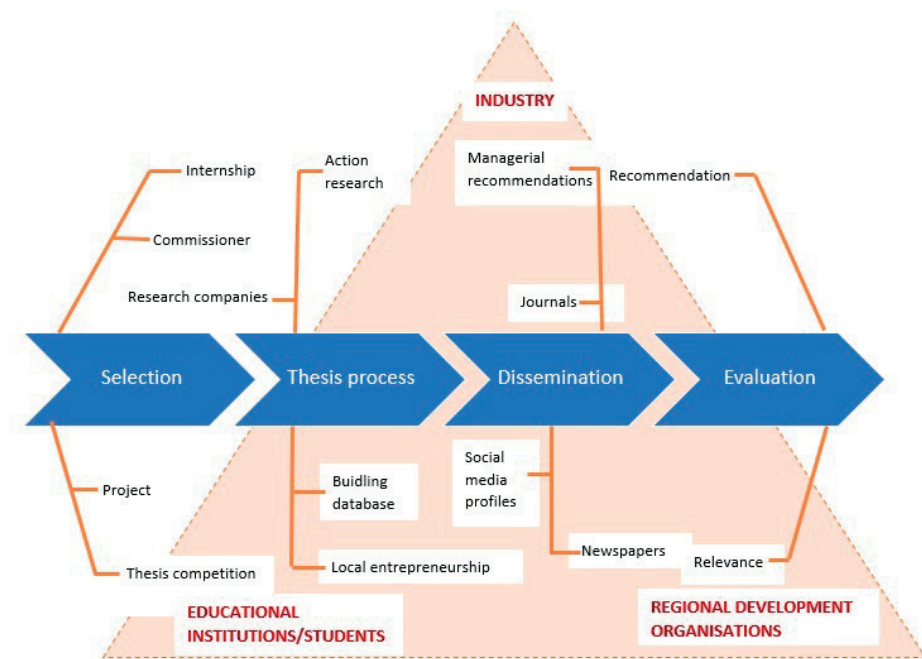 INDUSTRY
Action
research
Managerial
recommendations
Internship
Recommendation
Commissioner
Research companies
Journals
Selection
Thesis process
Dissemination
Evaluation
Social
media
profiles
Buidling
database
Project
Newspapers
Local entrepreneurship
Relevance
Thesis competition
EDUCATIONAL
INSTITUTIONS/STUDENTS
REGIONAL DEVELOPMENT
ORGANISATIONS